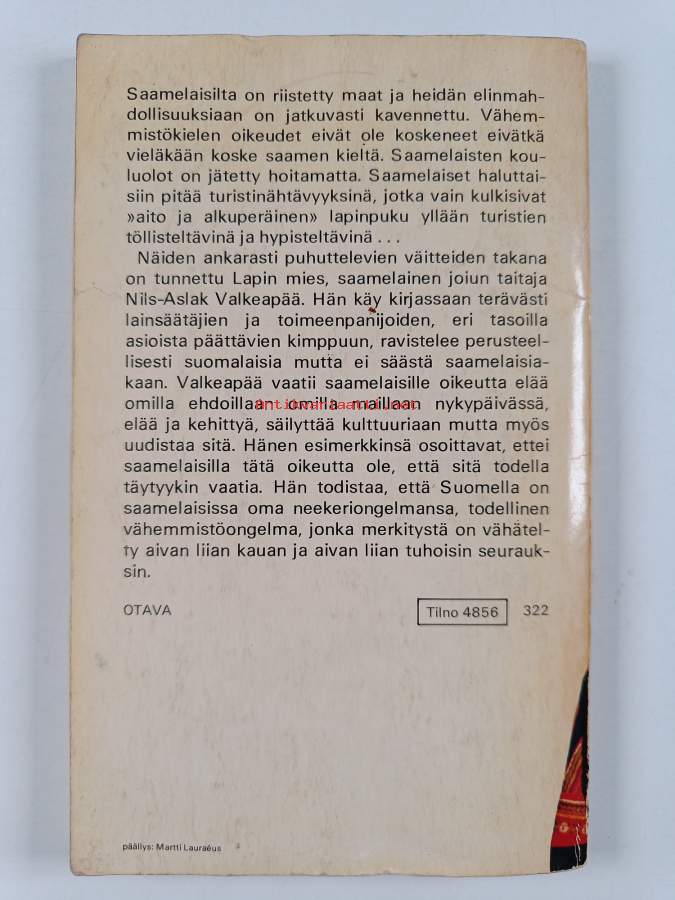 Saamelaisilta on riistetty maat ja heidän elinmah-
dollisuuksiaan on jatkuvasti kavennettu. Vähem-
mistökielen oikeudet eivät ole koskeneet eivätkä
vieläkään koske saamen kieltä. Saamelaisten kou-
luolot on jätetty hoitamatta. Saamelaiset haluttai-
siin pitää turistinähtävyyksinä, jotka vain kulkisivat
»aito ja alkuperäinen» lapinpuku yllään turistien
töllisteltävinä ja hypisteltävinä . . .
Näiden ankarasti puhuttelevien väitteiden takana
on tunnettu Lapin mies, saamelainen joiun taitaja
Nils-Aslak Valkeapää. Hän käy kirjassaan terävästi
lainsäätäjien ja toimeenpanijoiden, eri tasoilla
asioista päättävien kimppuun, ravistelee perusteel-
lisesti suomalaisia mutta ei säästä saamelaisia-
kaan. Valkeapää vaatii saamelaisille oikeutta elää
omilla ehdoillaan omilla maillaan nykypäivässä,
antikvariaatti.net
elää ja kehittyä, säilyttää kulttuuriaan mutta myös
uudistaa sitä. Hänen esimerkkinsä osoittavat, ettei
saamelaisilla tätä oikeutta ole, että sitä todella
täytyykin vaatia. Hän todistaa, että Suomella on
saamelaisissa oma neekeriongelmansa, todellinen
vähemmistöongelma, jonka merkitystä on vähätel-
ty aivan liian kauan ja aivan liian tuhoisin seurauk-
sin.
OTAVA Tilno 4856 322
päällys: Martti Lauraéus